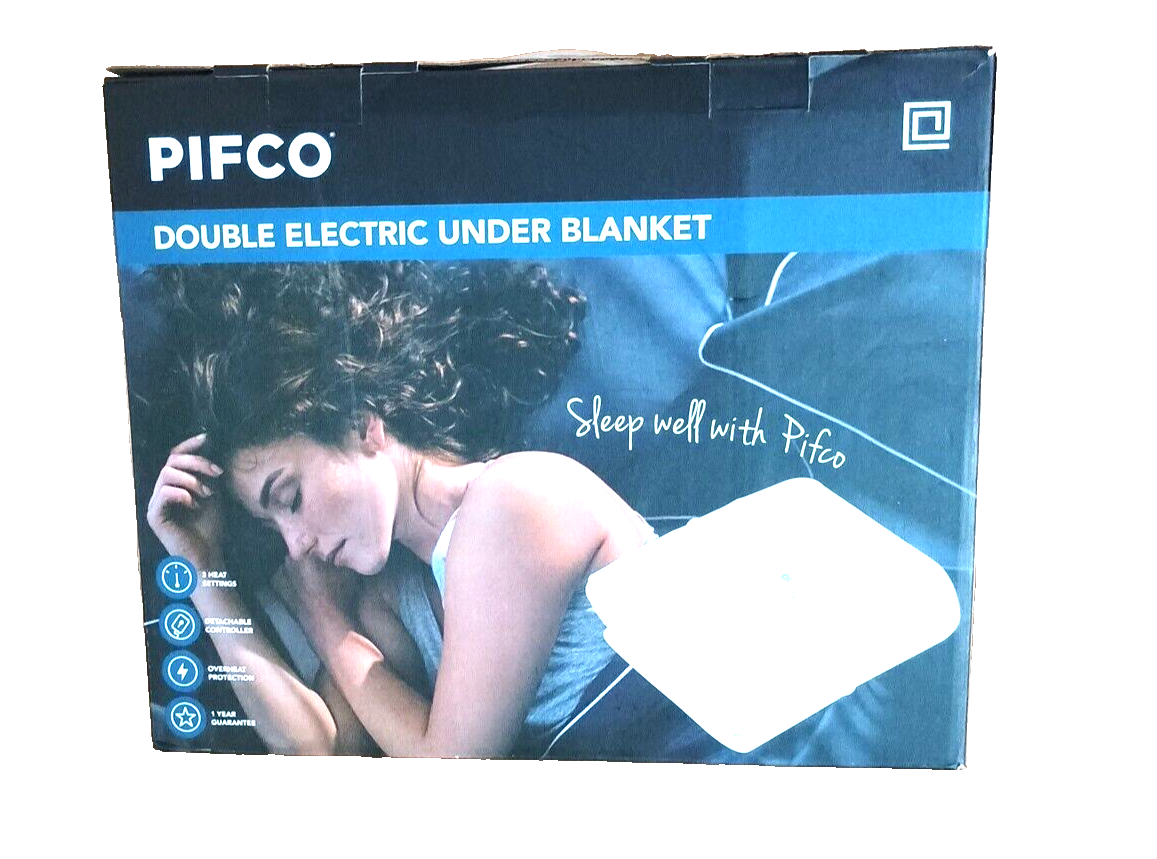 PIFCO
DOUBLE ELECTRIC UNDER BLANKET
Sleep well with Pifco
3 HEAT
SETTINGS
DETACHABLE
CONTROLLER
OVERHEAT
PROTECTION
1 YEAR
GUARANTEE